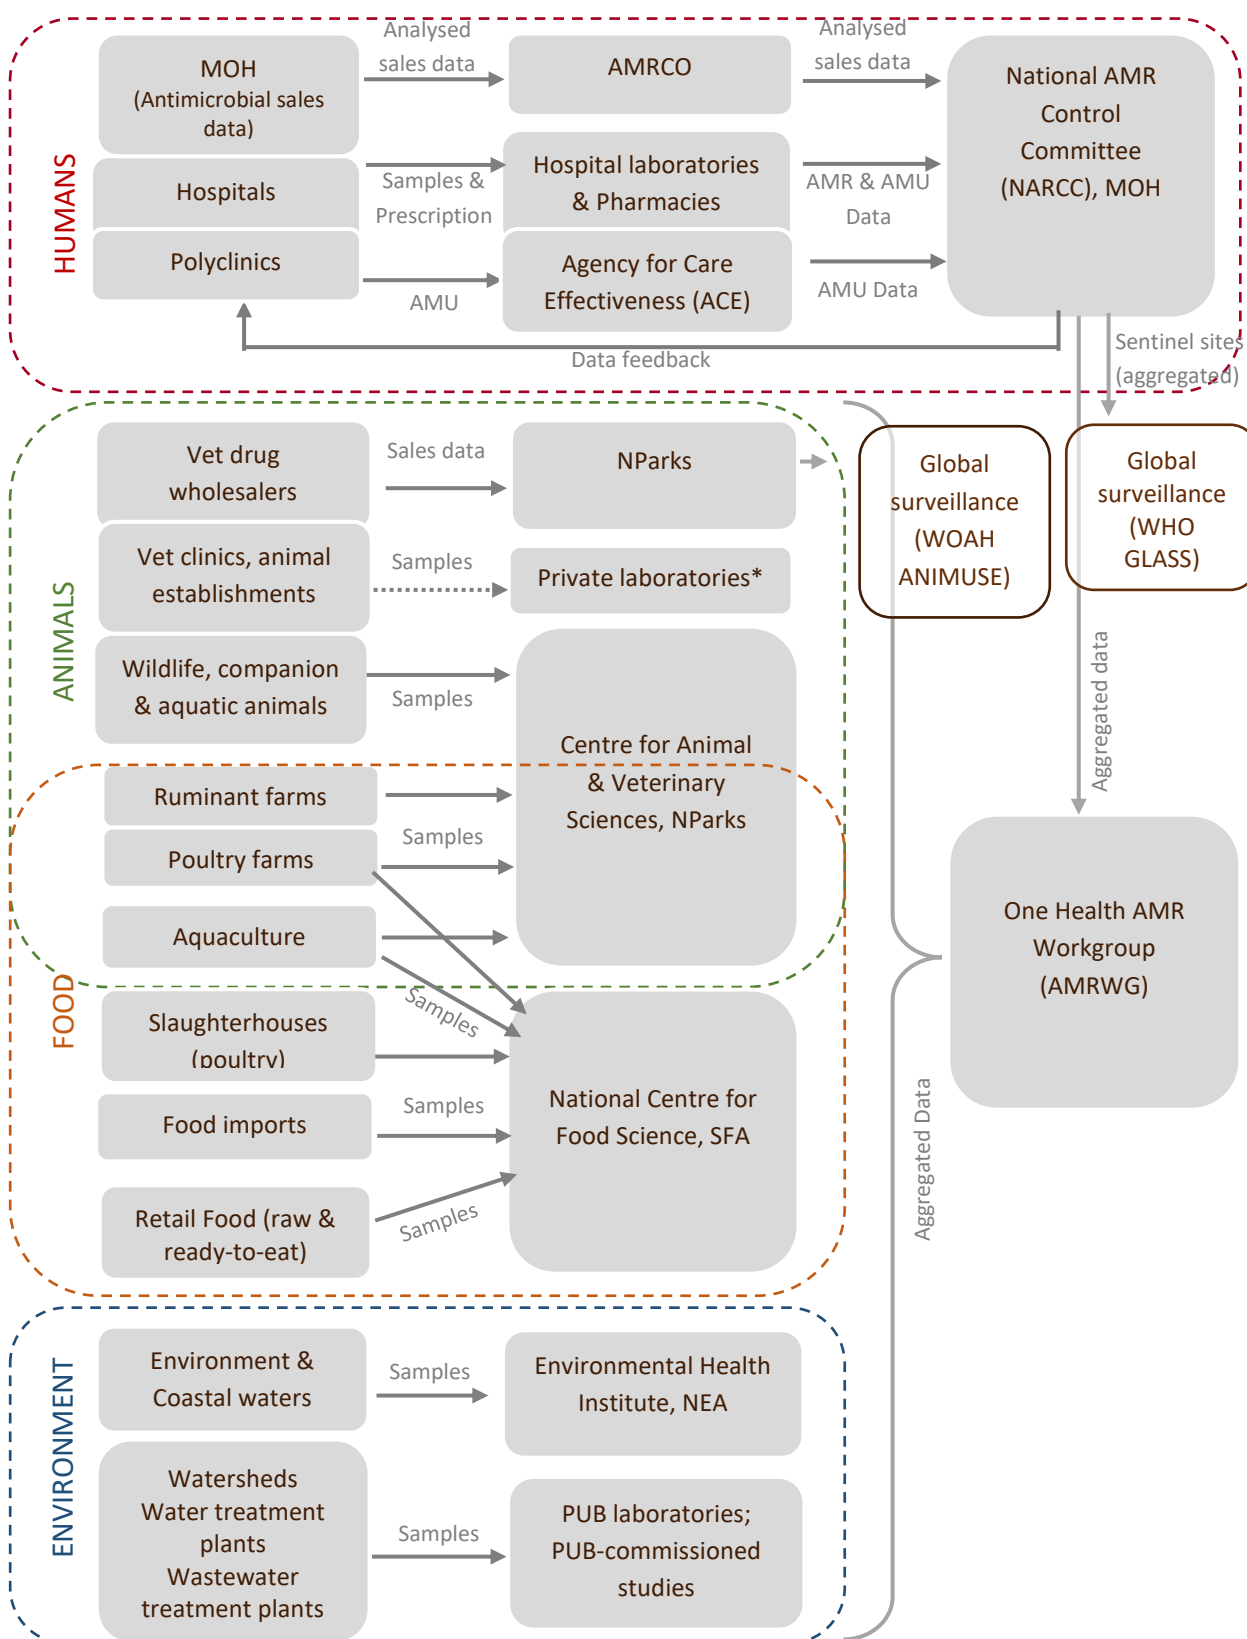 HUMANS
MOH
(Antimicrobial sales
data)
Analysed
sales data
AMRCO
Analysed
sales data
National AMR
Control
Committee
(NARCC), MOH
Hospitals
Samples &
Prescription
Hospital laboratories
& Pharmacies
AMR & AMU
Data
Polyclinics
AMU
Agency for Care
Effectiveness (ACE)
AMU Data
Data feedback
Sentinel sites
(aggregated)
ANIMALS
Vet drug
wholesalers
Sales data
NParks
Global
surveillance
(WOAH
ANIMUSE)
Global
surveillance
(WHO
GLASS)
Vet clinics, animal
establishments
Samples
Private laboratories*
Wildlife, companion
& aquatic animals
Samples
Centre for Animal
& Veterinary
Sciences, NParks
Aggregated data
FOOD
Ruminant farms
Poultry farms
Samples
Aquaculture
Samples
One Health AMR
Workgroup
(AMRWG)
Slaughterhouses
(poultry)
Food imports
Samples
National Centre for
Food Science, SFA
Retail Food (raw &
ready-to-eat)
Samples
Aggregated Data
ENVIRONMENT
Environment &
Coastal waters
Samples
Environmental Health
Institute, NEA
Watersheds
Water treatment
plants
Wastewater
treatment plants
Samples
PUB laboratories;
PUB-commissioned
studies